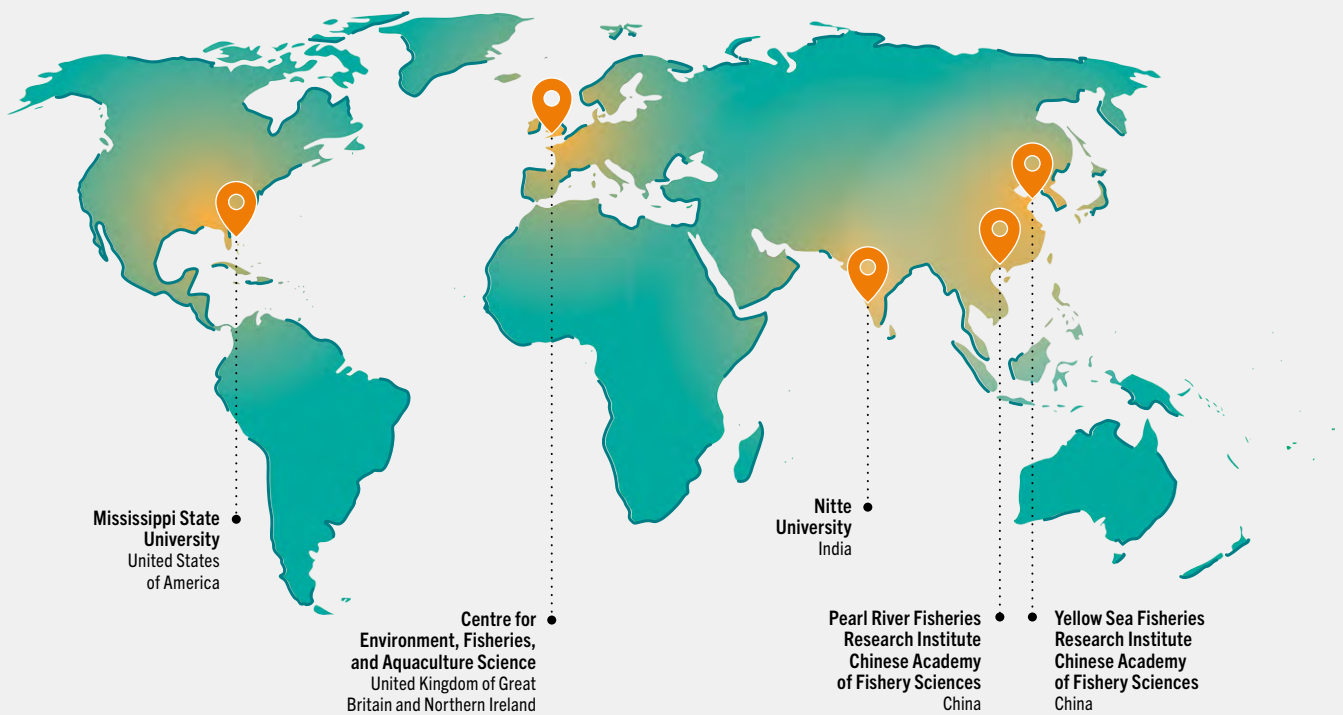 Mississippi State
University
United States
of America
Centre for
Environment, Fisheries,
and Aquaculture Science
United Kingdom of Great
Britain and Northern Ireland
Nitte
University
India
Pearl River Fisheries
Research Institute
Chinese Academy
of Fishery Sciences
China
Yellow Sea Fisheries
Research Institute
Chinese Academy
of Fishery Sciences
China